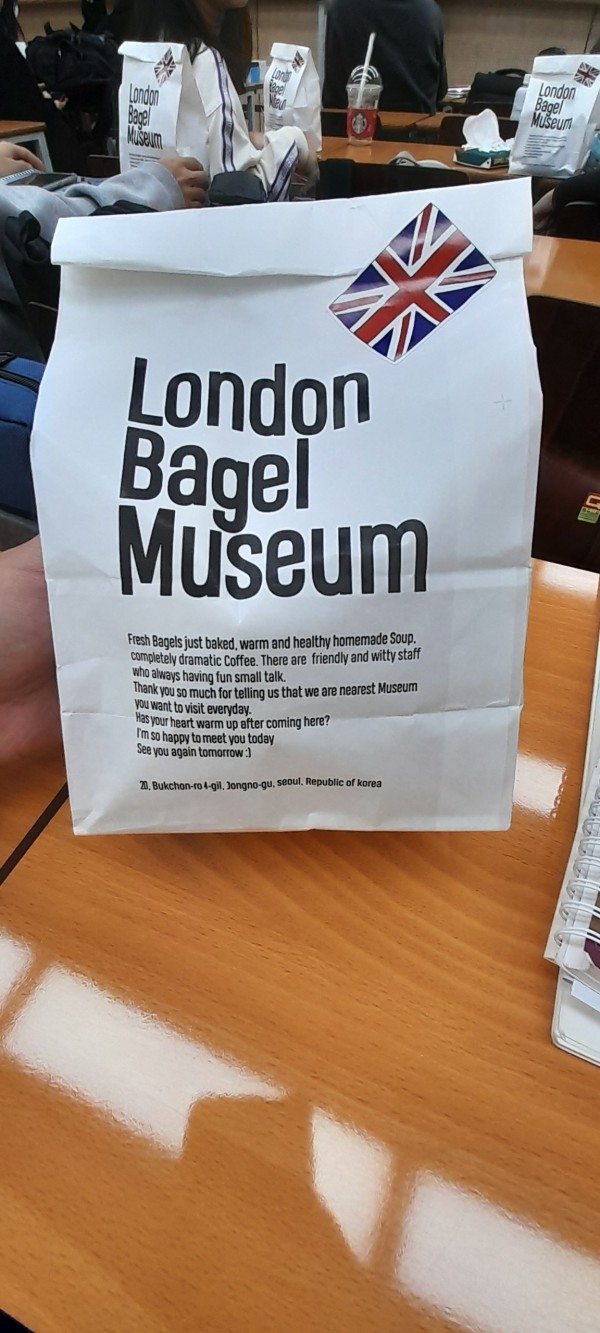 London
Bagel
Museum
London
Bagel
London
Bagel
Museum
London
Bagel
Museum
Fresh Bagels just baked, warm and healthy homemade Soup,
completely dramatic Coffee. There are friendly and witty staff
who always having fun small talk.
Thank you so much for telling us that we are nearest Museum
you want to visit everyday.
Has your heart warm up after coming here?
I'm so happy to meet you today
See you again tomorrow :)
20, Bukchon-ro 4-gil, Jongno-gu, seoul, Republic of korea